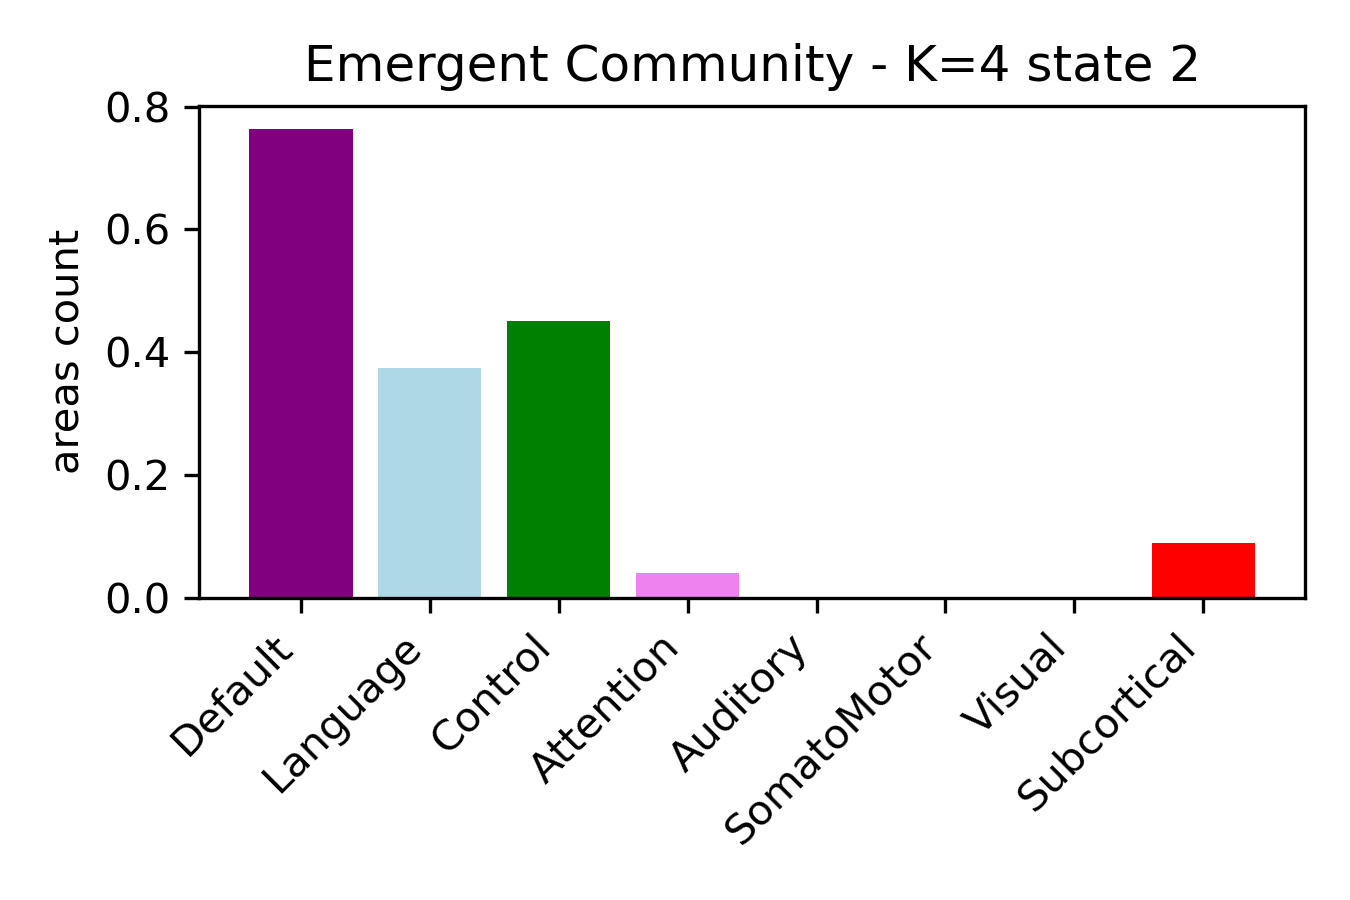 Emergent Community - K=4 state 2
areas count
0.8
0.6
0.4
0.2
0.0
Default
Language
Control
Attention
Auditory
SomatoMotor
Visual
Subcortical